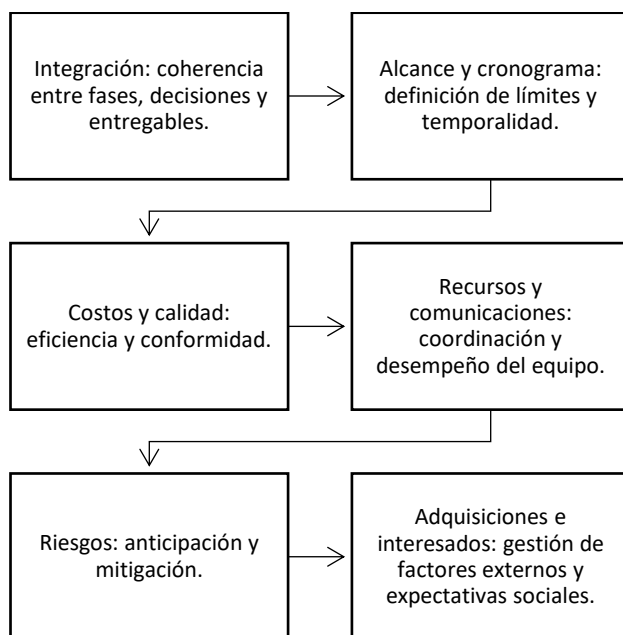 Integración: coherencia
entre fases, decisiones y
entregables.
Alcance y cronograma:
definición de límites y
temporalidad.
Costos y calidad:
eficiencia y conformidad.
Recursos y
comunicaciones:
coordinación y
desempeño del equipo.
Riesgos: anticipación y
mitigación.
Adquisiciones e
interesados: gestión de
factores externos y
expectativas sociales.